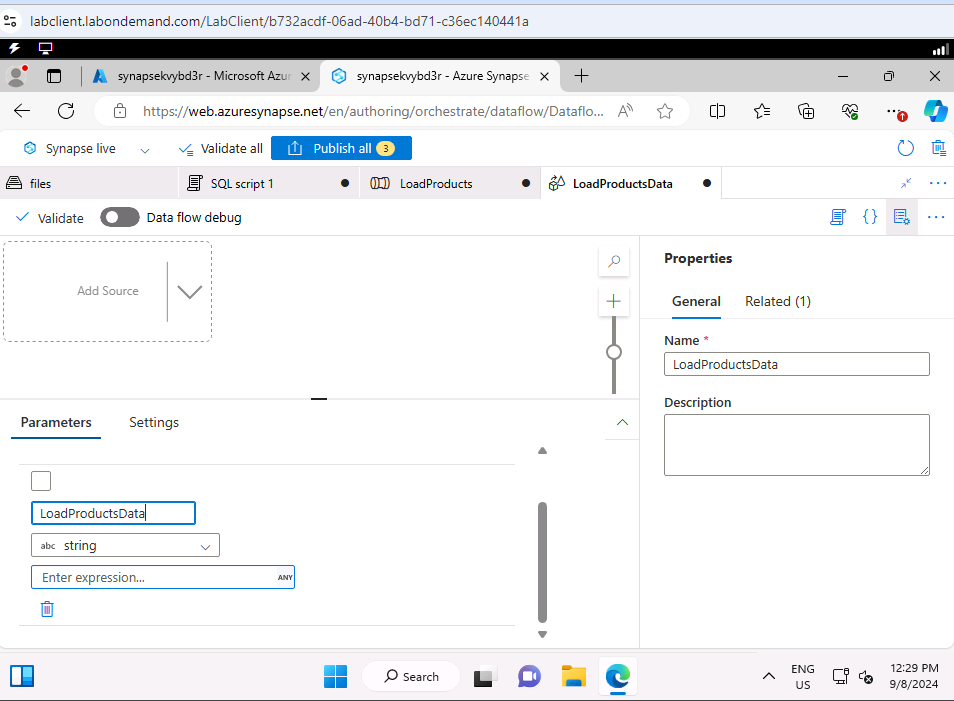 labclient.labondemand.com/LabClient/b732acdf-06ad-40b4-bd71-c36ec140441a
synapsekvybd3r - Microsoft Azur
synapsekvybd3r - Azure Synapse
https://web.azuresynapse.net/en/authoring/orchestrate/dataflow/Dataflo...
Synapse live
Validate all
Publish all 3
files
SQL script 1
LoadProducts
LoadProductsData
Validate
Data flow debug
Add Source
Properties
General
Related (1)
Name *
LoadProductsData
Description
Parameters
Settings
LoadProductsData
abc string
Enter expression...
ANY
Search
ENG
US
12:29 PM
9/8/2024